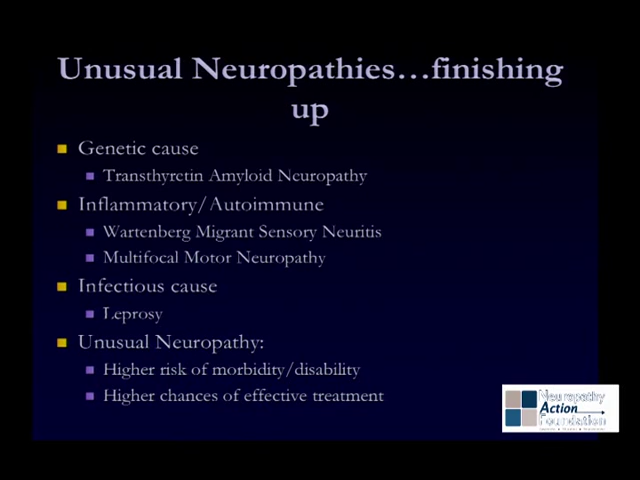 Unusual Neuropathies…finishing
up
Genetic cause
Transthyretin Amyloid Neuropathy
Inflammatory/Autoimmune
Wartenberg Migrant Sensory Neuritis
Multifocal Motor Neuropathy
Infectious cause
Leprosy
Unusual Neuropathy:
Higher risk of morbidity/disability
Higher chances of effective treatment
Neuropathy
Action
Foundation